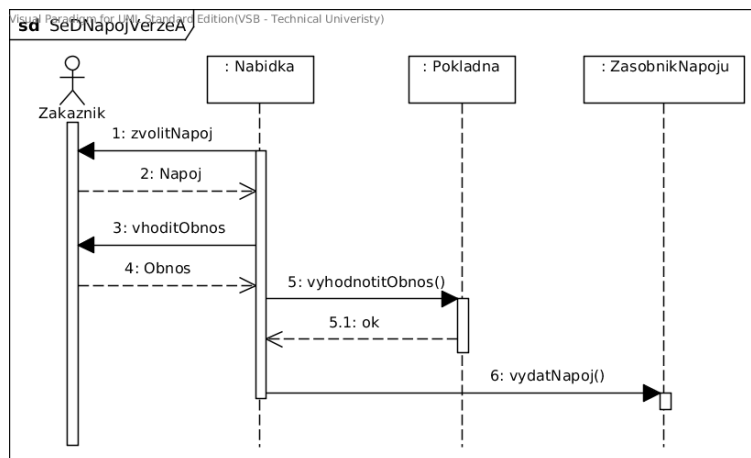 Visual Paradigm for UML Standard Edition(VSB - Technical Univeristy)
sd SeDNapojVerzeA
: Nabidka
: Pokladna
: ZasobnikNapoju
Zakaznik
1: zvolitNapoj
2: Napoj
3: vhoditObnos
4: Obnos
5: vyhodnotitObnos()
5.1: ok
6: vydatNapoj()